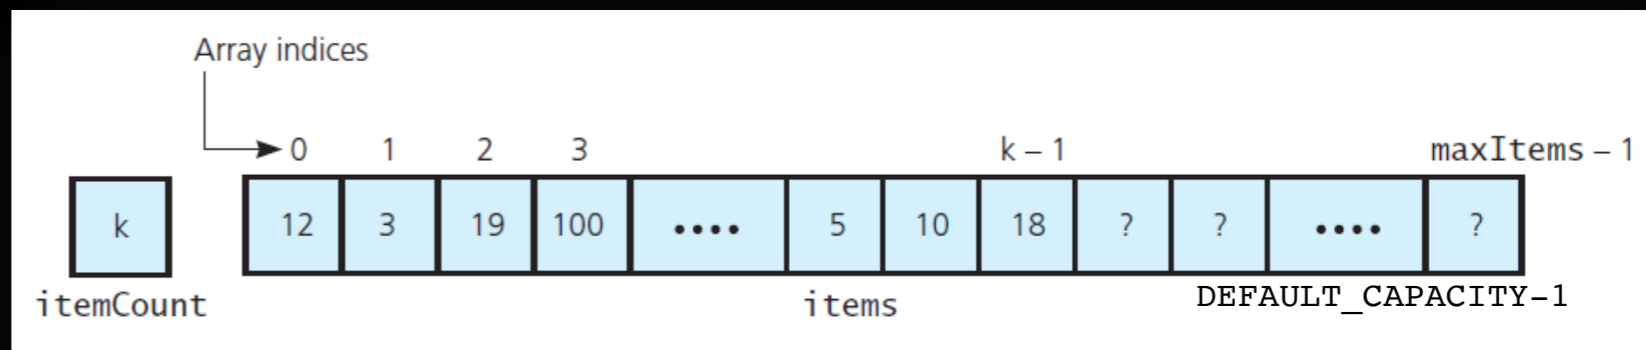 Array indices
0 1 2 3 k – 1 maxItems – 1
k 12 3 19 100 •••• 5 10 18 ? ? •••• ?
itemCount items DEFAULT_CAPACITY-1